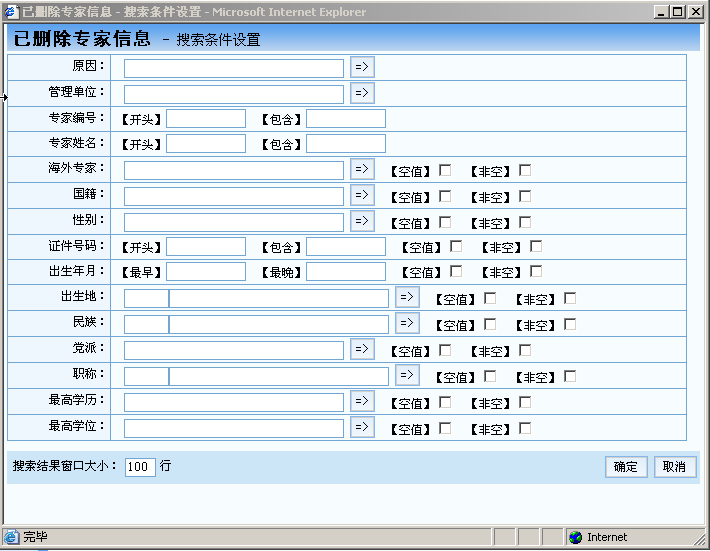 已删除专家信息 - 搜索条件设置 - Microsoft Internet Explorer
已删除专家信息 - 搜索条件设置
原因： =>
管理单位： =>
专家编号： 【开头】 【包含】
专家姓名： 【开头】 【包含】
海外专家： => 【空值】 【非空】
国籍： => 【空值】 【非空】
性别： => 【空值】 【非空】
证件号码： 【开头】 【包含】 【空值】 【非空】
出生年月： 【最早】 【最晚】 【空值】 【非空】
出生地： => 【空值】 【非空】
民族： => 【空值】 【非空】
党派： => 【空值】 【非空】
职称： => 【空值】 【非空】
最高学历： => 【空值】 【非空】
最高学位： => 【空值】 【非空】
搜索结果窗口大小： 100 行 确定 取消
完毕 Internet